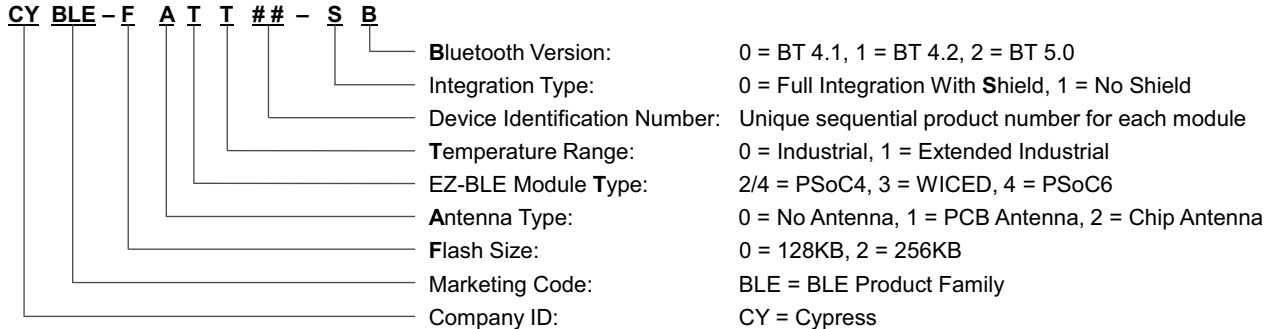 CY BLE – F A T T ## – S B
Bluetooth Version: 0 = BT 4.1, 1 = BT 4.2, 2 = BT 5.0
Integration Type: 0 = Full Integration With Shield, 1 = No Shield
Device Identification Number: Unique sequential product number for each module
Temperature Range: 0 = Industrial, 1 = Extended Industrial
EZ-BLE Module Type: 2/4 = PSoC4, 3 = WICED, 4 = PSoC6
Antenna Type: 0 = No Antenna, 1 = PCB Antenna, 2 = Chip Antenna
Flash Size: 0 = 128KB, 2 = 256KB
Marketing Code: BLE = BLE Product Family
Company ID: CY = Cypress